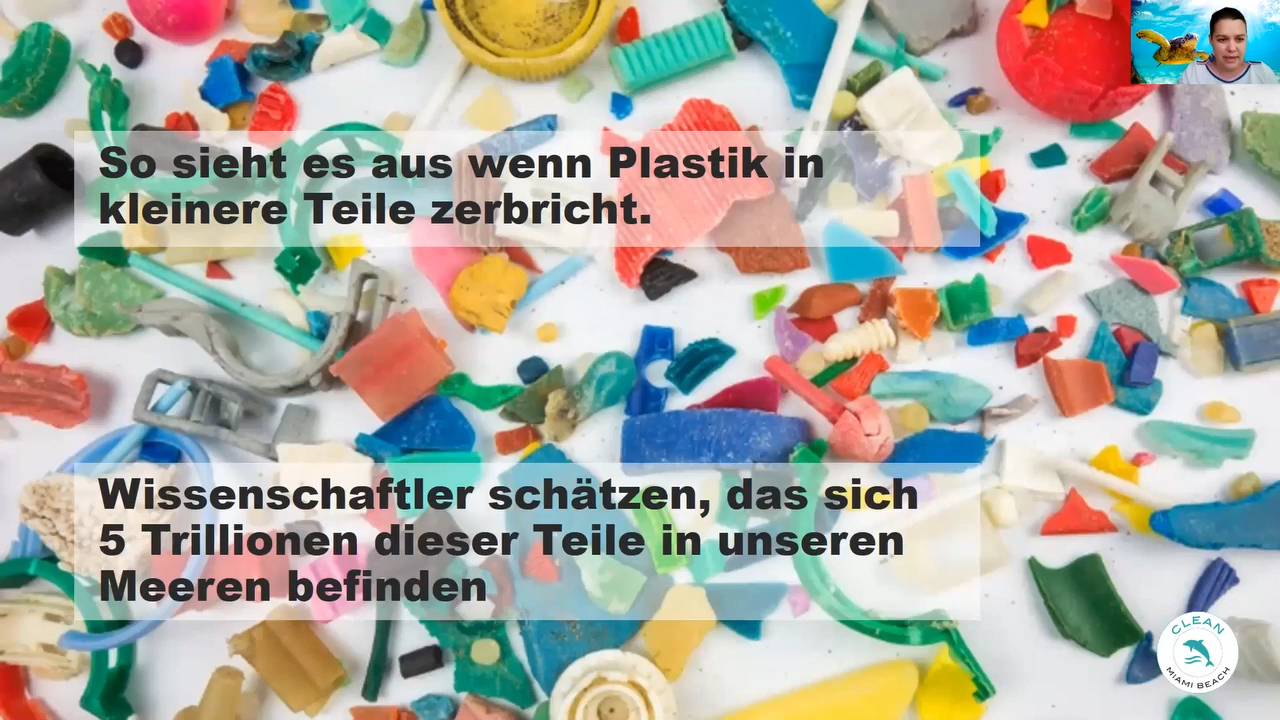 So sieht es aus wenn Plastik in
kleinere Teile zerbricht.
Wissenschaftler schätzen, das sich
5 Trillionen dieser Teile in unseren
Meeren befinden
CLEAN
MIAMI BEACH